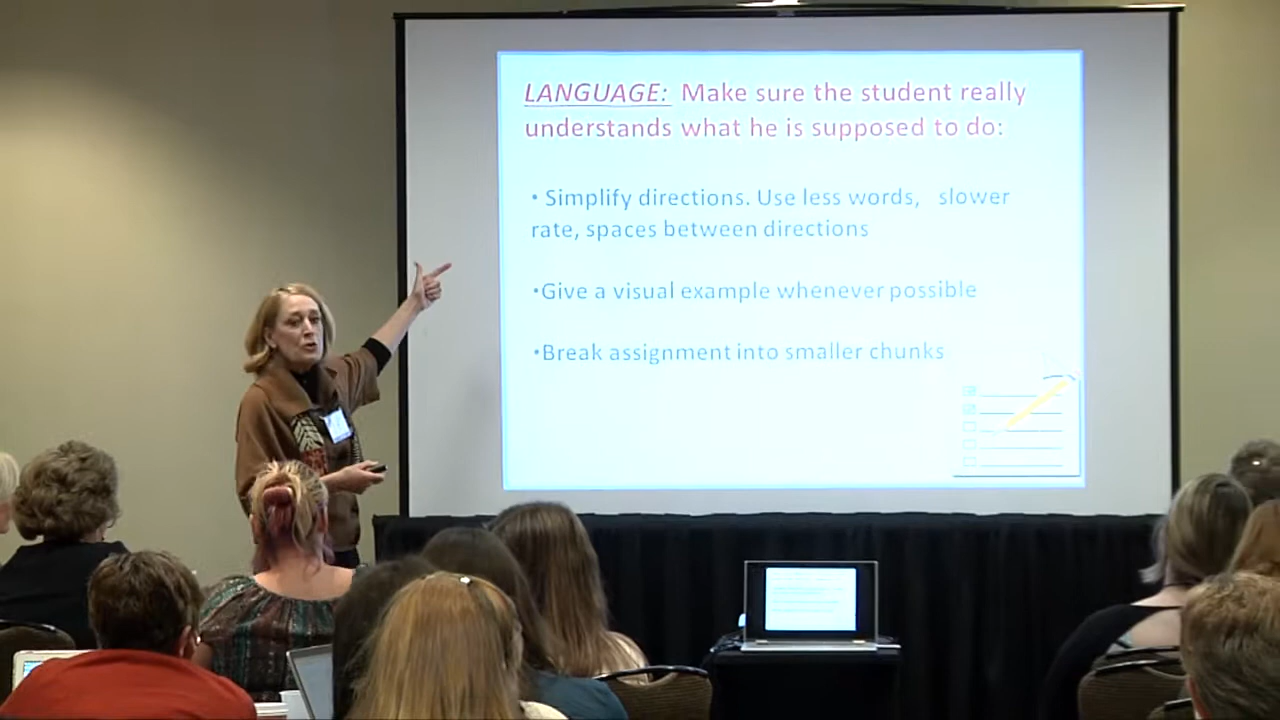 LANGUAGE: Make sure the student really
understands what he is supposed to do:
• Simplify directions. Use less words, slower
rate, spaces between directions
•Give a visual example whenever possible
•Break assignment into smaller chunks